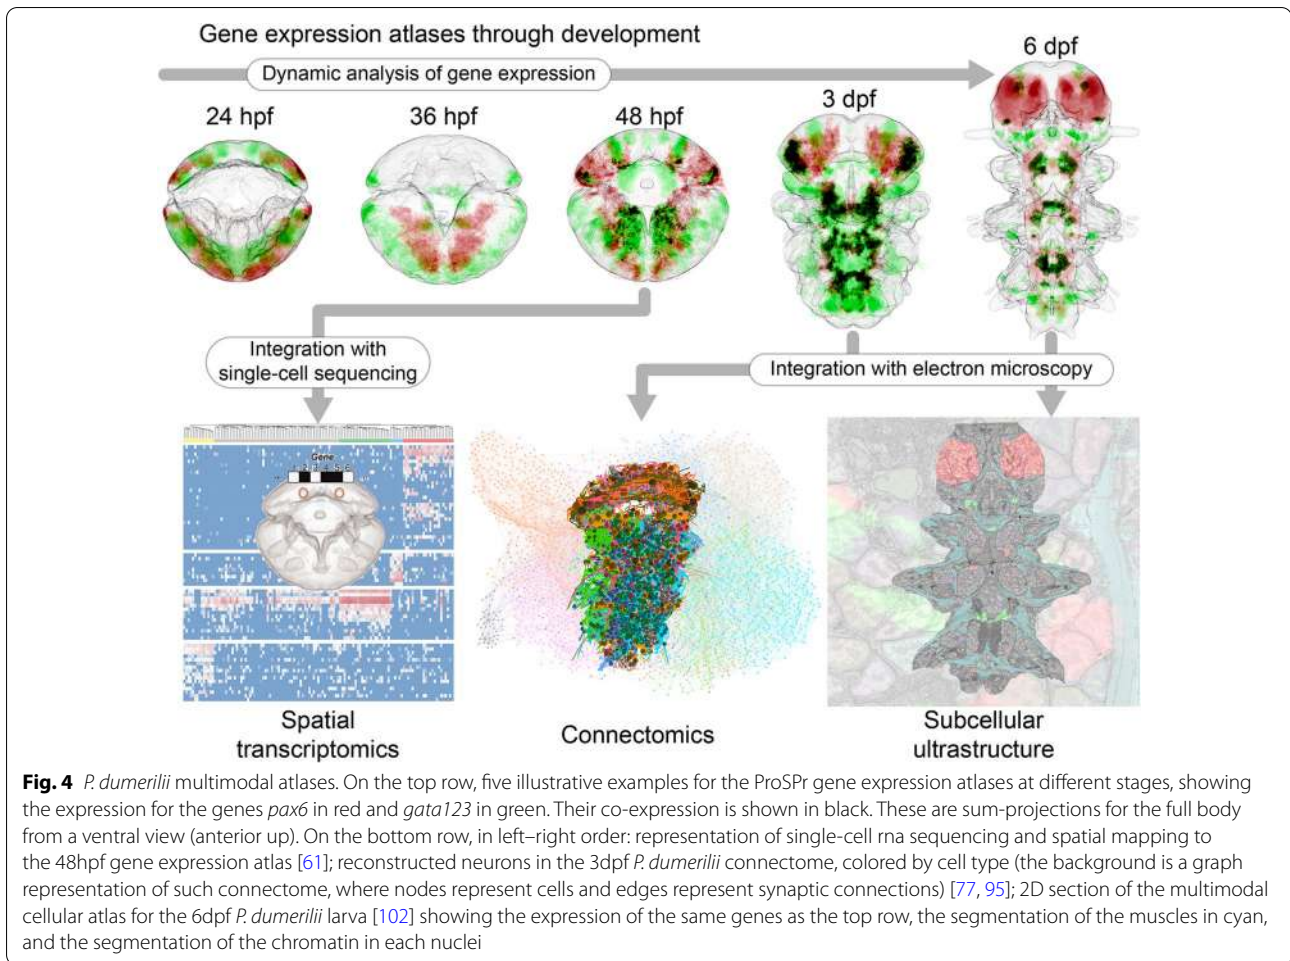 Gene expression atlases through development
Dynamic analysis of gene expression
6 dpf
24 hpf
36 hpf
48 hpf
3 dpf
Integration with
single-cell sequencing
Integration with electron microscopy
Gene
1 2 3 4 5 6
Spatial
transcriptomics
Connectomics
Subcellular
ultrastructure
Fig. 4 P. dumerilii multimodal atlases. On the top row, five illustrative examples for the ProSPr gene expression atlases at different stages, showing
the expression for the genes pax6 in red and gata123 in green. Their co-expression is shown in black. These are sum-projections for the full body
from a ventral view (anterior up). On the bottom row, in left–right order: representation of single-cell rna sequencing and spatial mapping to
the 48hpf gene expression atlas [61]; reconstructed neurons in the 3dpf P. dumerilii connectome, colored by cell type (the background is a graph
representation of such connectome, where nodes represent cells and edges represent synaptic connections) [77, 95]; 2D section of the multimodal
cellular atlas for the 6dpf P. dumerilii larva [102] showing the expression of the same genes as the top row, the segmentation of the muscles in cyan,
and the segmentation of the chromatin in each nuclei